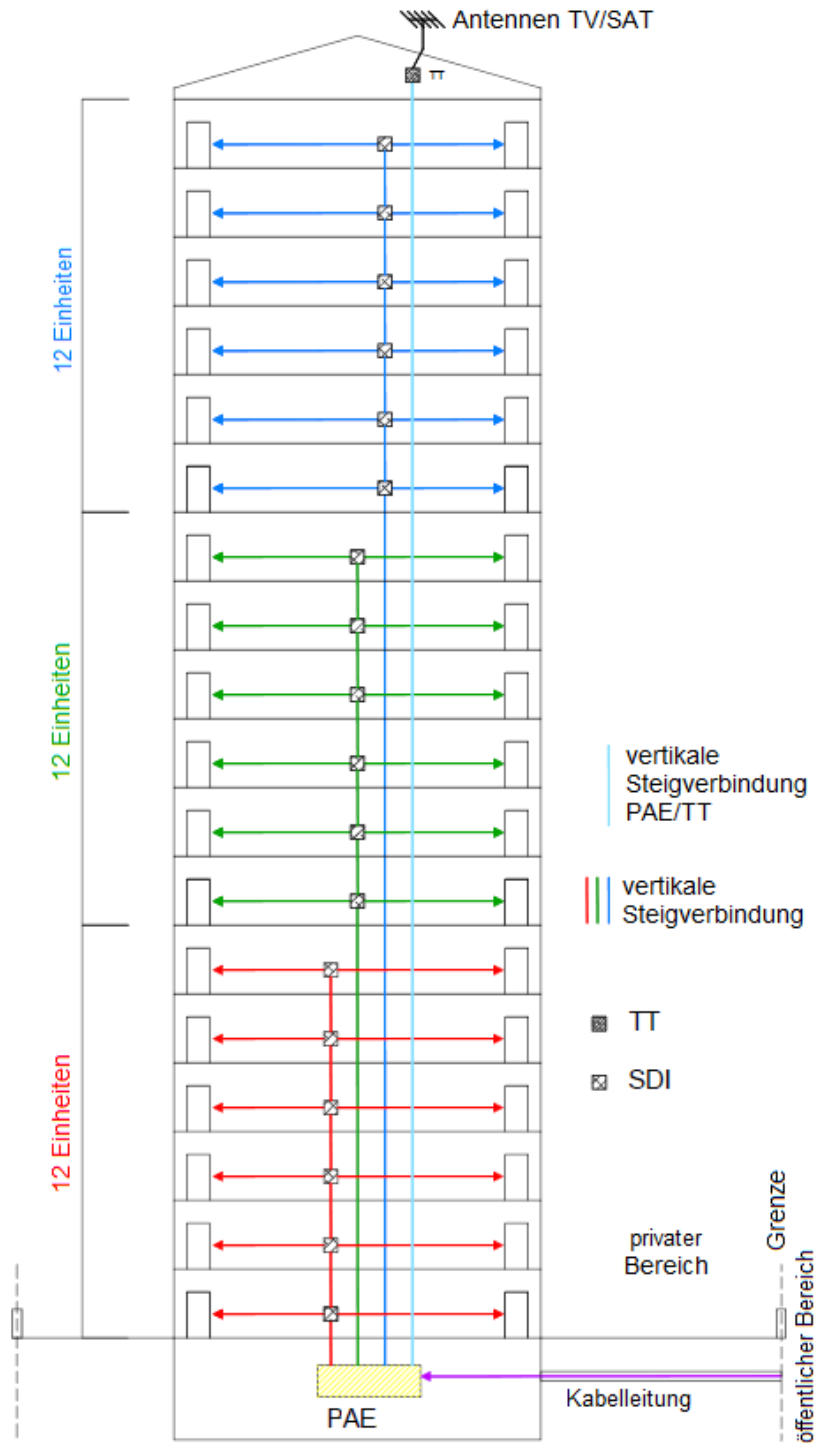 Antennen TV/SAT
TT
12 Einheiten
12 Einheiten
vertikale
Steigverbindung
PAE/TT
vertikale
Steigverbindung
TT
SDI
12 Einheiten
privater
Bereich
Grenze
öffentlicher Bereich
Kabelleitung
PAE